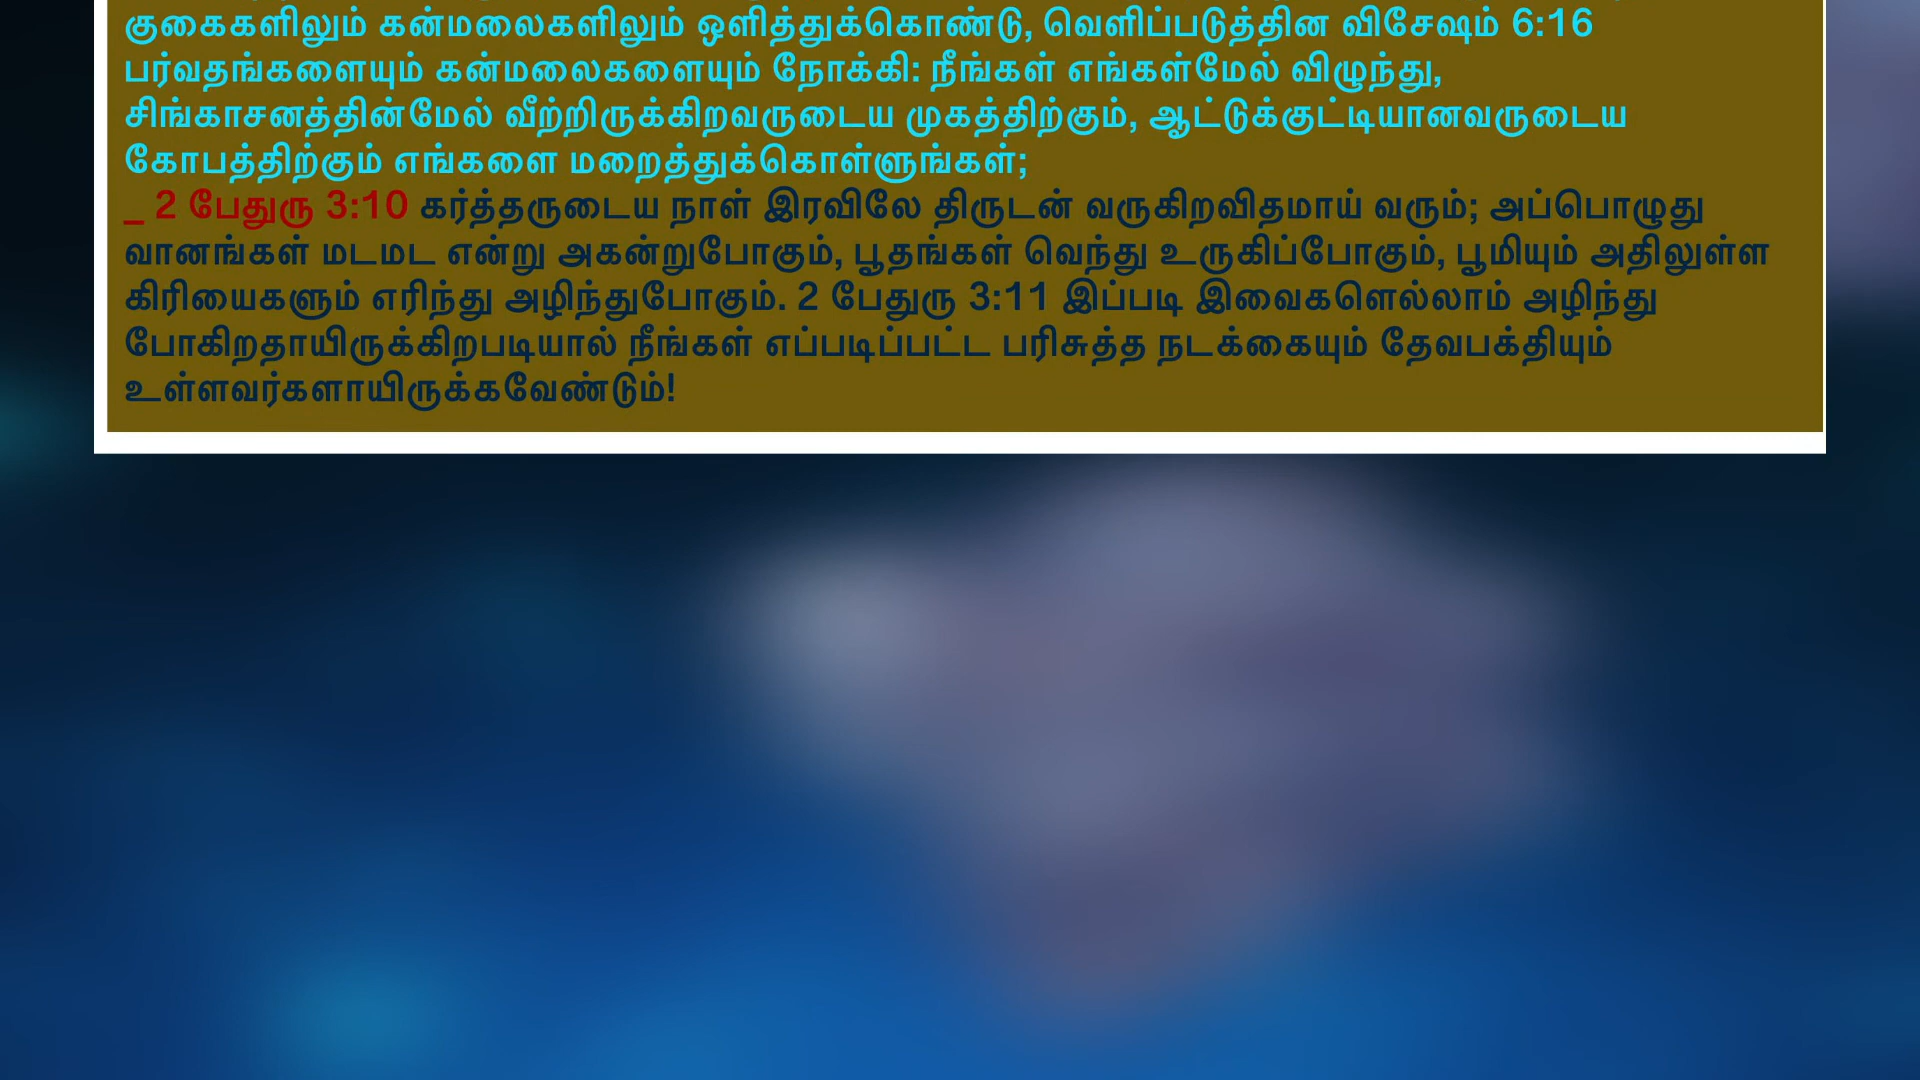 குகைகளிலும் கன்மலைகளிலும் ஒளித்துக்கொண்டு, வெளிப்படுத்தின விசேஷம் 6:16
பர்வதங்களையும் கன்மலைகளையும் நோக்கி: நீங்கள் எங்கள்மேல் விழுந்து,
சிங்காசனத்தின்மேல் வீற்றிருக்கிறவருடைய முகத்திற்கும், ஆட்டுக்குட்டியானவருடைய
கோபத்திற்கும் எங்களை மறைத்துக்கொள்ளுங்கள்;
_ 2 பேதுரு 3:10 கர்த்தருடைய நாள் இரவிலே திருடன் வருகிறவிதமாய் வரும்; அப்பொழுது
வானங்கள் மடமட என்று அகன்றுபோகும், பூதங்கள் வெந்து உருகிப்போகும், பூமியும் அதிலுள்ள
கிரியைகளும் எரிந்து அழிந்துபோகும். 2 பேதுரு 3:11 இப்படி இவைகளெல்லாம் அழிந்து
போகிறதாயிருக்கிறபடியால் நீங்கள் எப்படிப்பட்ட பரிசுத்த நடக்கையும் தேவபக்தியும்
உள்ளவர்களாயிருக்கவேண்டும்!